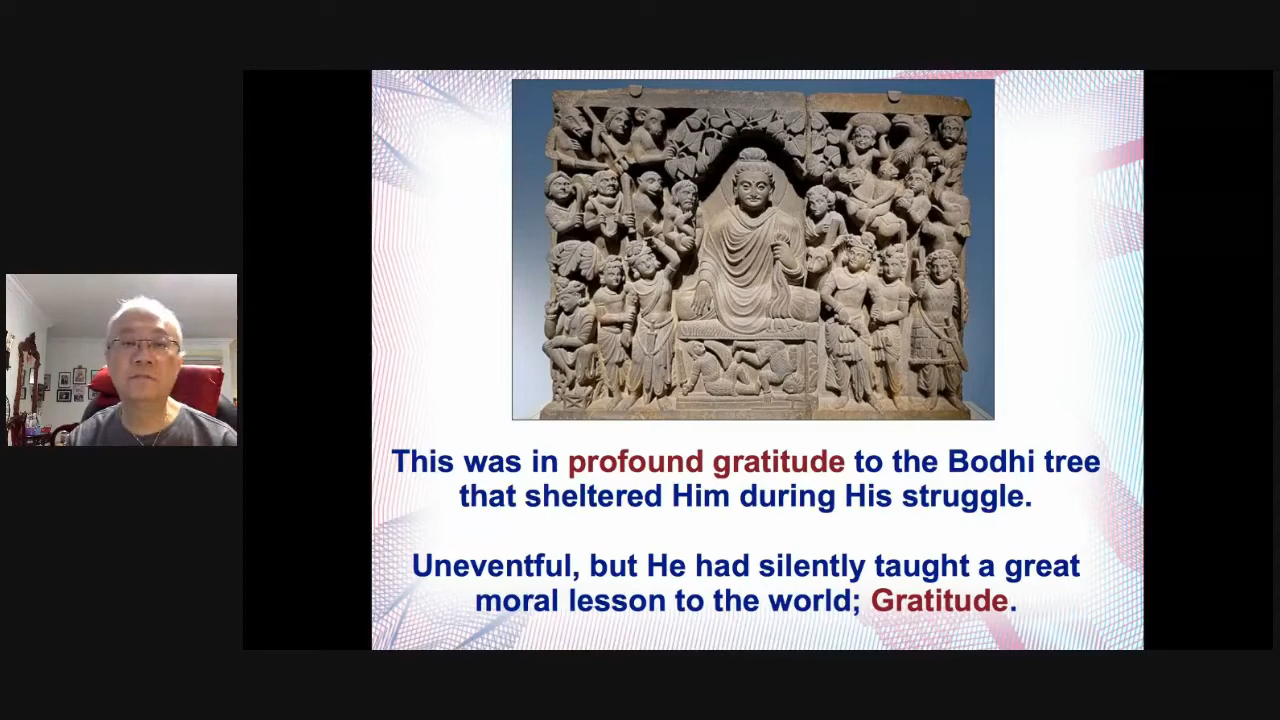 This was in profound gratitude to the Bodhi tree
that sheltered Him during His struggle.
Uneventful, but He had silently taught a great
moral lesson to the world; Gratitude.